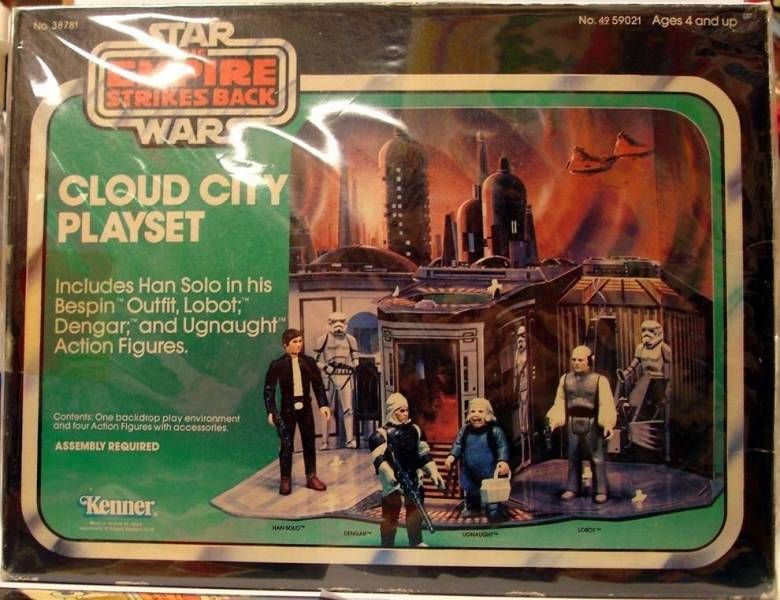 No. 38781
No. 49 59021 Ages 4 and up
STAR
THE
EMPIRE
STRIKES BACK
WARS
CLOUD CITY
PLAYSET
Includes Han Solo in his
Bespin™ Outfit, Lobot,™
Dengar,™ and Ugnaught™
Action Figures.
Contents: One backdrop play environment
and four Action Figures with accessories.
ASSEMBLY REQUIRED
Kenner®
HAN SOLO™
DENGAR™
UGNAUGHT™
LOBOT™